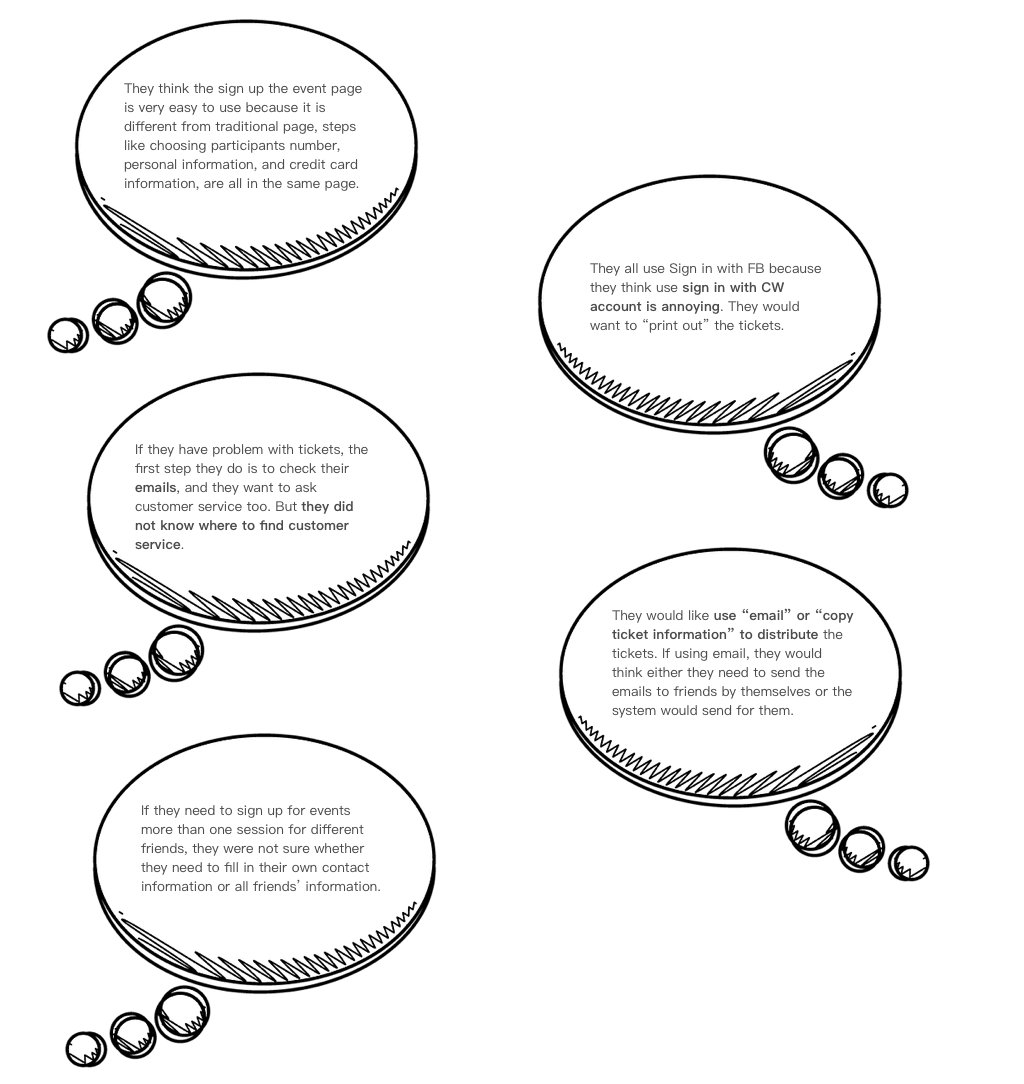 They think the sign up the event page
is very easy to use because it is
different from traditional page, steps
like choosing participants number,
personal information, and credit card
information, are all in the same page.
They all use Sign in with FB because
they think use sign in with CW
account is annoying. They would
want to “print out” the tickets.
If they have problem with tickets, the
first step they do is to check their
emails, and they want to ask
customer service too. But they did
not know where to find customer
service.
They would like use “email” or “copy
ticket information” to distribute the
tickets. If using email, they would
think either they need to send the
emails to friends by themselves or the
system would send for them.
If they need to sign up for events
more than one session for different
friends, they were not sure whether
they need to fill in their own contact
information or all friends’ information.